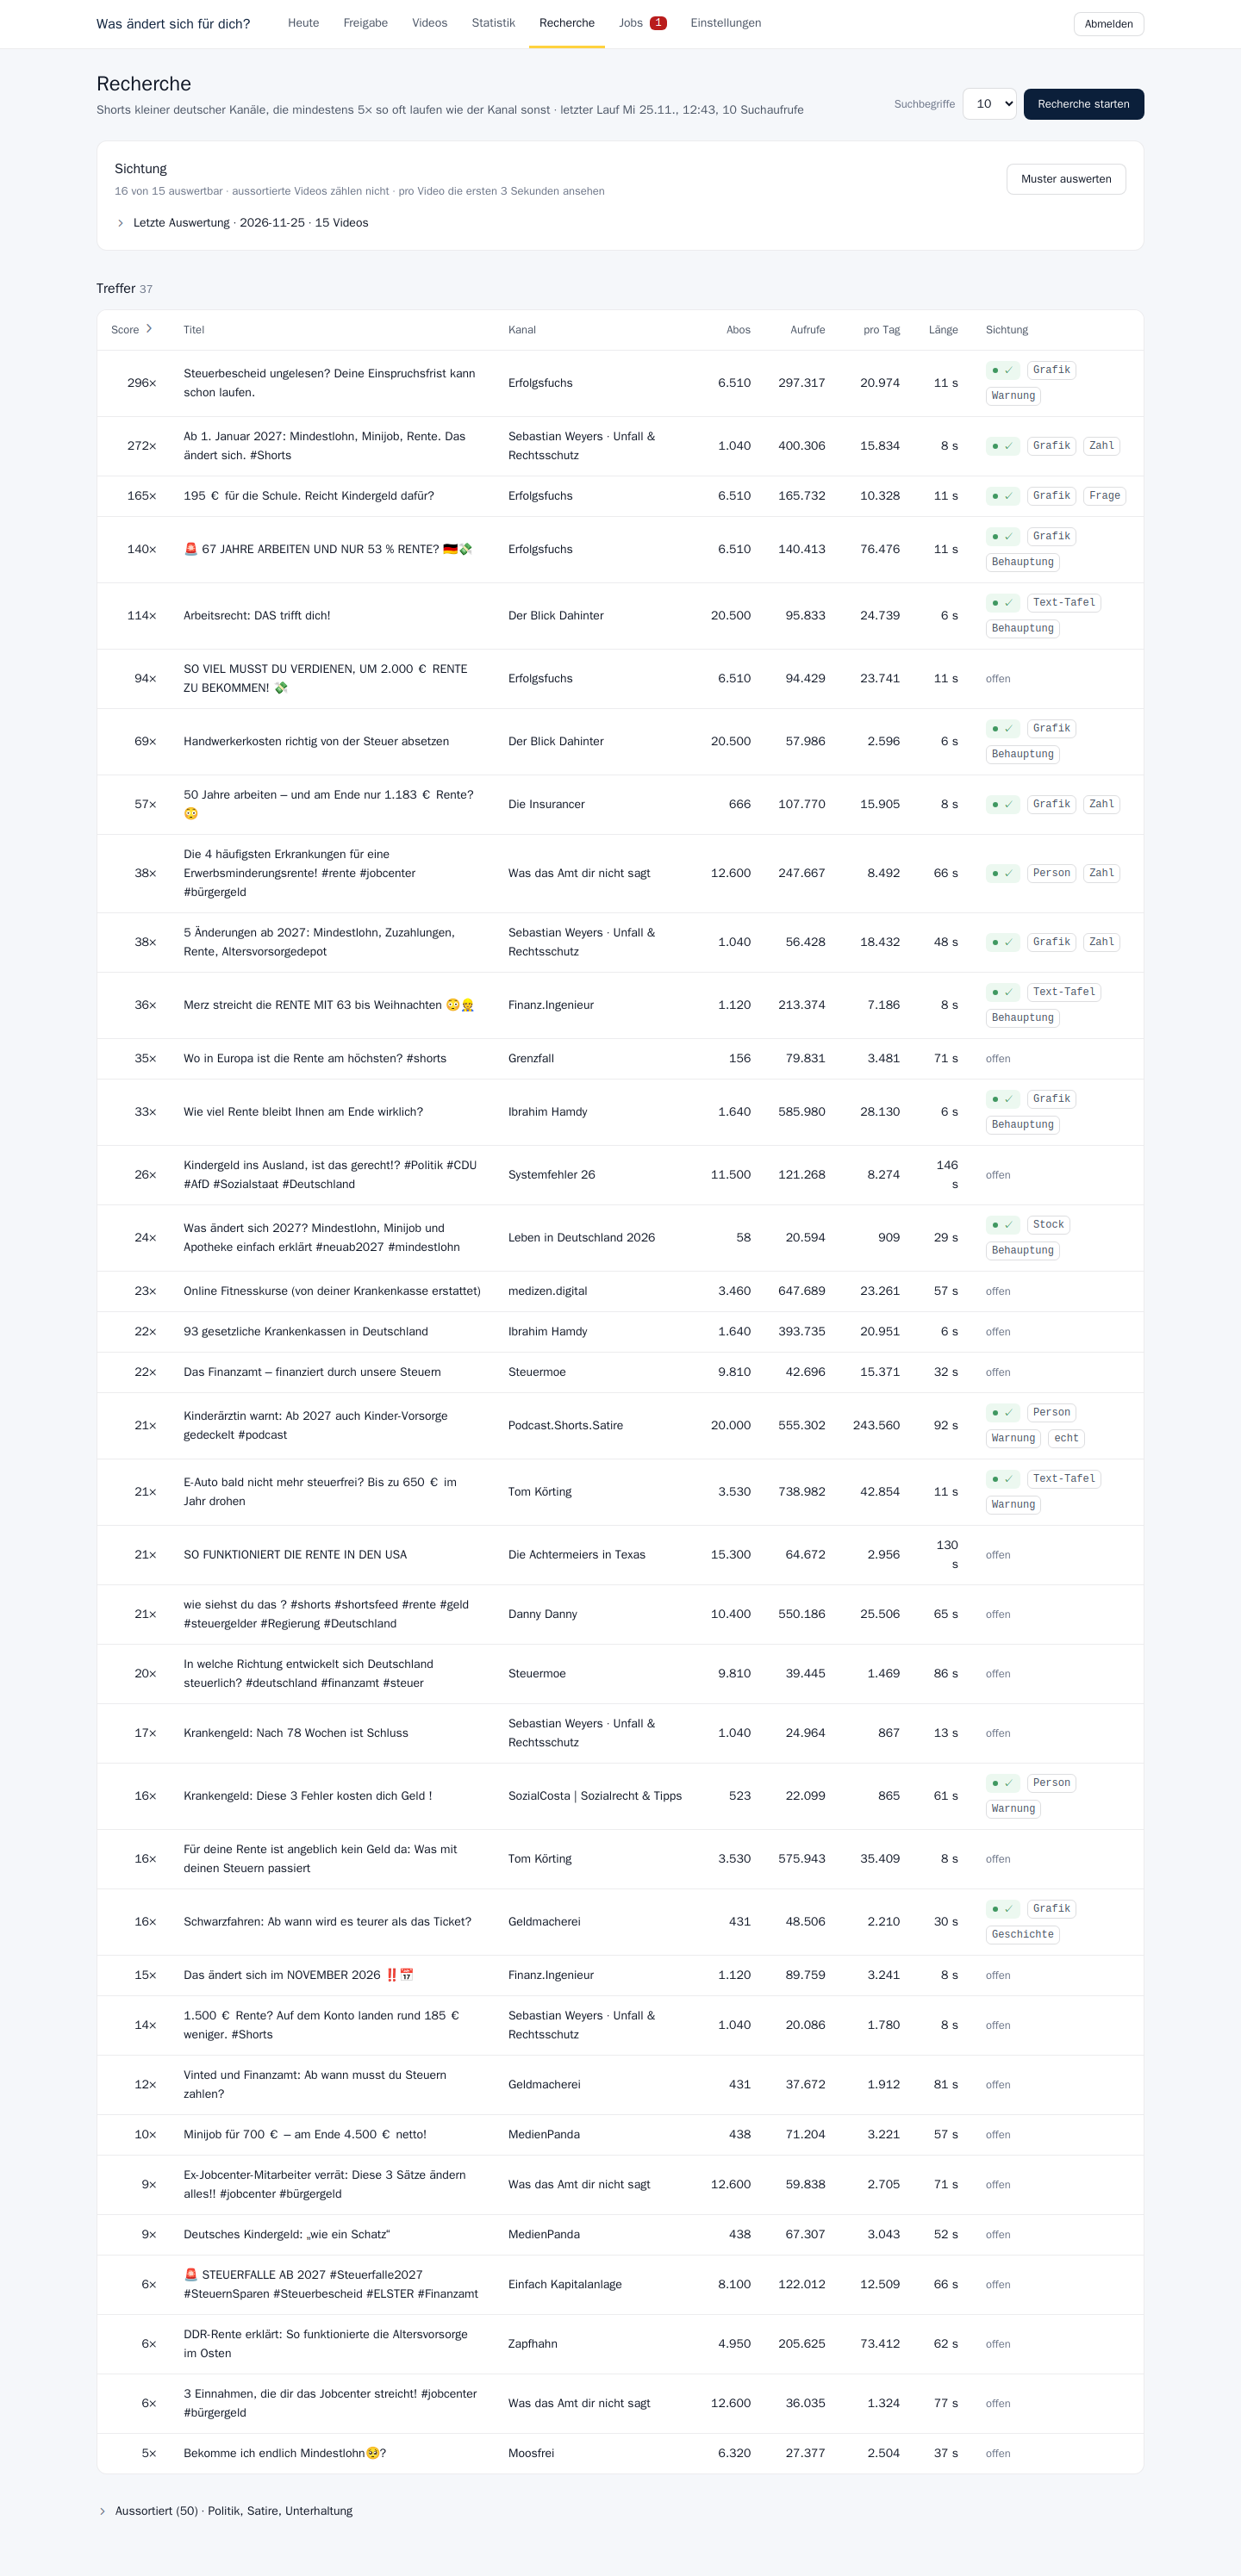 Was ändert sich für dich? Heute Freigabe Videos Statistik Recherche Jobs 1 Einstellungen Abmelden
Recherche
Shorts kleiner deutscher Kanäle, die mindestens 5× so oft laufen wie der Kanal sonst · letzter Lauf Mi 25.11., 12:43, 10 Suchaufrufe
Suchbegriffe 10 Recherche starten
Sichtung
16 von 15 auswertbar · aussortierte Videos zählen nicht · pro Video die ersten 3 Sekunden ansehen
Muster auswerten
Letzte Auswertung · 2026-11-25 · 15 Videos
Treffer 37
Score Titel Kanal Abos Aufrufe pro Tag Länge Sichtung
296× Steuerbescheid ungelesen? Deine Einspruchsfrist kann
schon laufen.
Erfolgsfuchs 6.510 297.317 20.974 11 s ✓ Grafik
Warnung
272× Ab 1. Januar 2027: Mindestlohn, Minijob, Rente. Das
ändert sich. #Shorts
Sebastian Weyers · Unfall &
Rechtsschutz
1.040 400.306 15.834 8 s ✓ Grafik Zahl
165× 195 € für die Schule. Reicht Kindergeld dafür? Erfolgsfuchs 6.510 165.732 10.328 11 s ✓ Grafik Frage
140× 🚨 67 JAHRE ARBEITEN UND NUR 53 % RENTE? 🇩🇪💸 Erfolgsfuchs 6.510 140.413 76.476 11 s ✓ Grafik
Behauptung
114× Arbeitsrecht: DAS trifft dich! Der Blick Dahinter 20.500 95.833 24.739 6 s ✓ Text-Tafel
Behauptung
94× SO VIEL MUSST DU VERDIENEN, UM 2.000 € RENTE
ZU BEKOMMEN! 💸
Erfolgsfuchs 6.510 94.429 23.741 11 s offen
69× Handwerkerkosten richtig von der Steuer absetzen Der Blick Dahinter 20.500 57.986 2.596 6 s ✓ Grafik
Behauptung
57× 50 Jahre arbeiten – und am Ende nur 1.183 € Rente?
😳
Die Insurancer 666 107.770 15.905 8 s ✓ Grafik Zahl
38× Die 4 häufigsten Erkrankungen für eine
Erwerbsminderungsrente! #rente #jobcenter
#bürgergeld
Was das Amt dir nicht sagt 12.600 247.667 8.492 66 s ✓ Person Zahl
38× 5 Änderungen ab 2027: Mindestlohn, Zuzahlungen,
Rente, Altersvorsorgedepot
Sebastian Weyers · Unfall &
Rechtsschutz
1.040 56.428 18.432 48 s ✓ Grafik Zahl
36× Merz streicht die RENTE MIT 63 bis Weihnachten 😳👷 Finanz.Ingenieur 1.120 213.374 7.186 8 s ✓ Text-Tafel
Behauptung
35× Wo in Europa ist die Rente am höchsten? #shorts Grenzfall 156 79.831 3.481 71 s offen
33× Wie viel Rente bleibt Ihnen am Ende wirklich? Ibrahim Hamdy 1.640 585.980 28.130 6 s ✓ Grafik
Behauptung
26× Kindergeld ins Ausland, ist das gerecht!? #Politik #CDU
#AfD #Sozialstaat #Deutschland
Systemfehler 26 11.500 121.268 8.274 146
s
offen
24× Was ändert sich 2027? Mindestlohn, Minijob und
Apotheke einfach erklärt #neuab2027 #mindestlohn
Leben in Deutschland 2026 58 20.594 909 29 s ✓ Stock
Behauptung
23× Online Fitnesskurse (von deiner Krankenkasse erstattet) medizen.digital 3.460 647.689 23.261 57 s offen
22× 93 gesetzliche Krankenkassen in Deutschland Ibrahim Hamdy 1.640 393.735 20.951 6 s offen
22× Das Finanzamt – finanziert durch unsere Steuern Steuermoe 9.810 42.696 15.371 32 s offen
21× Kinderärztin warnt: Ab 2027 auch Kinder-Vorsorge
gedeckelt #podcast
Podcast.Shorts.Satire 20.000 555.302 243.560 92 s ✓ Person
Warnung echt
21× E-Auto bald nicht mehr steuerfrei? Bis zu 650 € im
Jahr drohen
Tom Körting 3.530 738.982 42.854 11 s ✓ Text-Tafel
Warnung
21× SO FUNKTIONIERT DIE RENTE IN DEN USA Die Achtermeiers in Texas 15.300 64.672 2.956 130
s
offen
21× wie siehst du das ? #shorts #shortsfeed #rente #geld
#steuergelder #Regierung #Deutschland
Danny Danny 10.400 550.186 25.506 65 s offen
20× In welche Richtung entwickelt sich Deutschland
steuerlich? #deutschland #finanzamt #steuer
Steuermoe 9.810 39.445 1.469 86 s offen
17× Krankengeld: Nach 78 Wochen ist Schluss Sebastian Weyers · Unfall &
Rechtsschutz
1.040 24.964 867 13 s offen
16× Krankengeld: Diese 3 Fehler kosten dich Geld ! SozialCosta | Sozialrecht & Tipps 523 22.099 865 61 s ✓ Person
Warnung
16× Für deine Rente ist angeblich kein Geld da: Was mit
deinen Steuern passiert
Tom Körting 3.530 575.943 35.409 8 s offen
16× Schwarzfahren: Ab wann wird es teurer als das Ticket? Geldmacherei 431 48.506 2.210 30 s ✓ Grafik
Geschichte
15× Das ändert sich im NOVEMBER 2026 ‼️📅 Finanz.Ingenieur 1.120 89.759 3.241 8 s offen
14× 1.500 € Rente? Auf dem Konto landen rund 185 €
weniger. #Shorts
Sebastian Weyers · Unfall &
Rechtsschutz
1.040 20.086 1.780 8 s offen
12× Vinted und Finanzamt: Ab wann musst du Steuern
zahlen?
Geldmacherei 431 37.672 1.912 81 s offen
10× Minijob für 700 € – am Ende 4.500 € netto! MedienPanda 438 71.204 3.221 57 s offen
9× Ex-Jobcenter-Mitarbeiter verrät: Diese 3 Sätze ändern
alles!! #jobcenter #bürgergeld
Was das Amt dir nicht sagt 12.600 59.838 2.705 71 s offen
9× Deutsches Kindergeld: „wie ein Schatz“ MedienPanda 438 67.307 3.043 52 s offen
6× 🚨 STEUERFALLE AB 2027 #Steuerfalle2027
#SteuernSparen #Steuerbescheid #ELSTER #Finanzamt
Einfach Kapitalanlage 8.100 122.012 12.509 66 s offen
6× DDR-Rente erklärt: So funktionierte die Altersvorsorge
im Osten
Zapfhahn 4.950 205.625 73.412 62 s offen
6× 3 Einnahmen, die dir das Jobcenter streicht! #jobcenter
#bürgergeld
Was das Amt dir nicht sagt 12.600 36.035 1.324 77 s offen
5× Bekomme ich endlich Mindestlohn🥺? Moosfrei 6.320 27.377 2.504 37 s offen
Aussortiert (50) · Politik, Satire, Unterhaltung